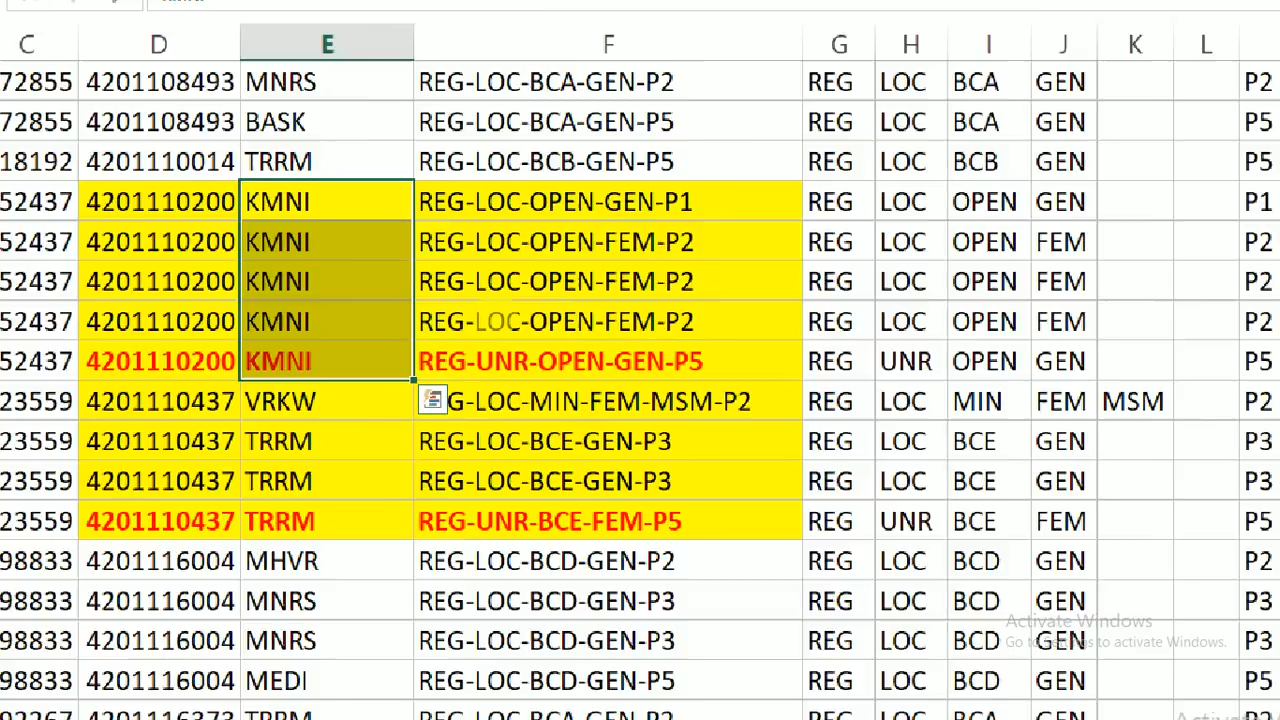 C D E F G H I J K L
72855 4201108493 MNRS REG-LOC-BCA-GEN-P2 REG LOC BCA GEN P2
72855 4201108493 BASK REG-LOC-BCA-GEN-P5 REG LOC BCA GEN P5
18192 4201110014 TRRM REG-LOC-BCB-GEN-P5 REG LOC BCB GEN P5
52437 4201110200 KMNI REG-LOC-OPEN-GEN-P1 REG LOC OPEN GEN P1
52437 4201110200 KMNI REG-LOC-OPEN-FEM-P2 REG LOC OPEN FEM P2
52437 4201110200 KMNI REG-LOC-OPEN-FEM-P2 REG LOC OPEN FEM P2
52437 4201110200 KMNI REG-LOC-OPEN-FEM-P2 REG LOC OPEN FEM P2
52437 4201110200 KMNI REG-UNR-OPEN-GEN-P5 REG UNR OPEN GEN P5
23559 4201110437 VRKW G-LOC-MIN-FEM-MSM-P2 REG LOC MIN FEM MSM P2
23559 4201110437 TRRM REG-LOC-BCE-GEN-P3 REG LOC BCE GEN P3
23559 4201110437 TRRM REG-LOC-BCE-GEN-P3 REG LOC BCE GEN P3
23559 4201110437 TRRM REG-UNR-BCE-FEM-P5 REG UNR BCE FEM P5
98833 4201116004 MHVR REG-LOC-BCD-GEN-P2 REG LOC BCD GEN P2
98833 4201116004 MNRS REG-LOC-BCD-GEN-P3 REG LOC BCD GEN P3
98833 4201116004 MNRS REG-LOC-BCD-GEN-P3 REG LOC BCD GEN P3
98833 4201116004 MEDI REG-LOC-BCD-GEN-P5 REG LOC BCD GEN P5
Activate Windows
Go to Settings to activate Windows.